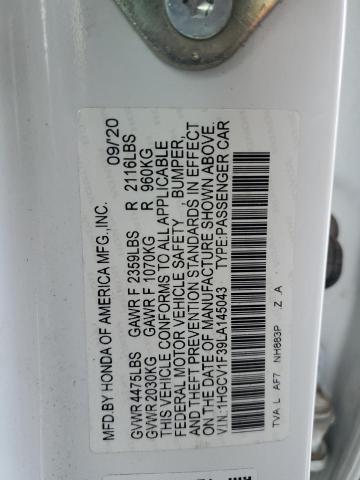 MFD.BY HONDA OF AMERICA MFG.,INC. 09/20
GVWR 4475LBS GAWR F 2359LBS R 2116LBS
GVWR 2030KG GAWR F 1070KG R 960KG
THIS VEHICLE CONFORMS TO ALL APPLICABLE
FEDERAL MOTOR VEHICLE SAFETY , BUMPER,
AND THEFT PREVENTION STANDARDS IN EFFECT
ON THE DATE OF MANUFACTURE SHOWN ABOVE.
V I N: 1HGCV1F39LA145043 TYPE:PASSENGER CAR
TVA L AF7 NH883P . Z . A